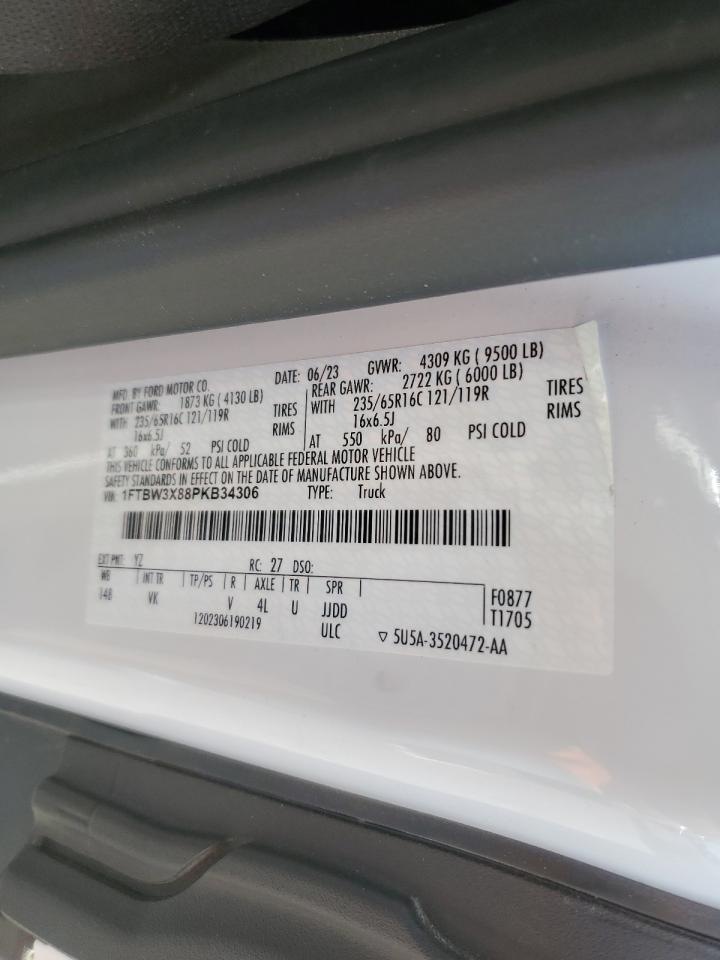 MFD. BY FORD MOTOR CO.
DATE: 06/23 GVWR: 4309 KG ( 9500 LB)
FRONT GAWR: 1873 KG ( 4130 LB)
REAR GAWR: 2722 KG ( 6000 LB)
WITH 235/65R16C 121/119R TIRES
WITH 235/65R16C 121/119R TIRES
16x6.5J RIMS
16x6.5J RIMS
AT 360 kPa/ 52 PSI COLD
AT 550 kPa/ 80 PSI COLD
THIS VEHICLE CONFORMS TO ALL APPLICABLE FEDERAL MOTOR VEHICLE
SAFETY STANDARDS IN EFFECT ON THE DATE OF MANUFACTURE SHOWN ABOVE.
VIN: 1FTBW3X88PKB34306 TYPE: Truck
EXT PNT: YZ RC: 27 DSO:
WB INT TR TP/PS R AXLE TR SPR F0877
148 VK V 4L U JJDD T1705
1202306190219 ULC ▽ 5U5A-3520472-AA